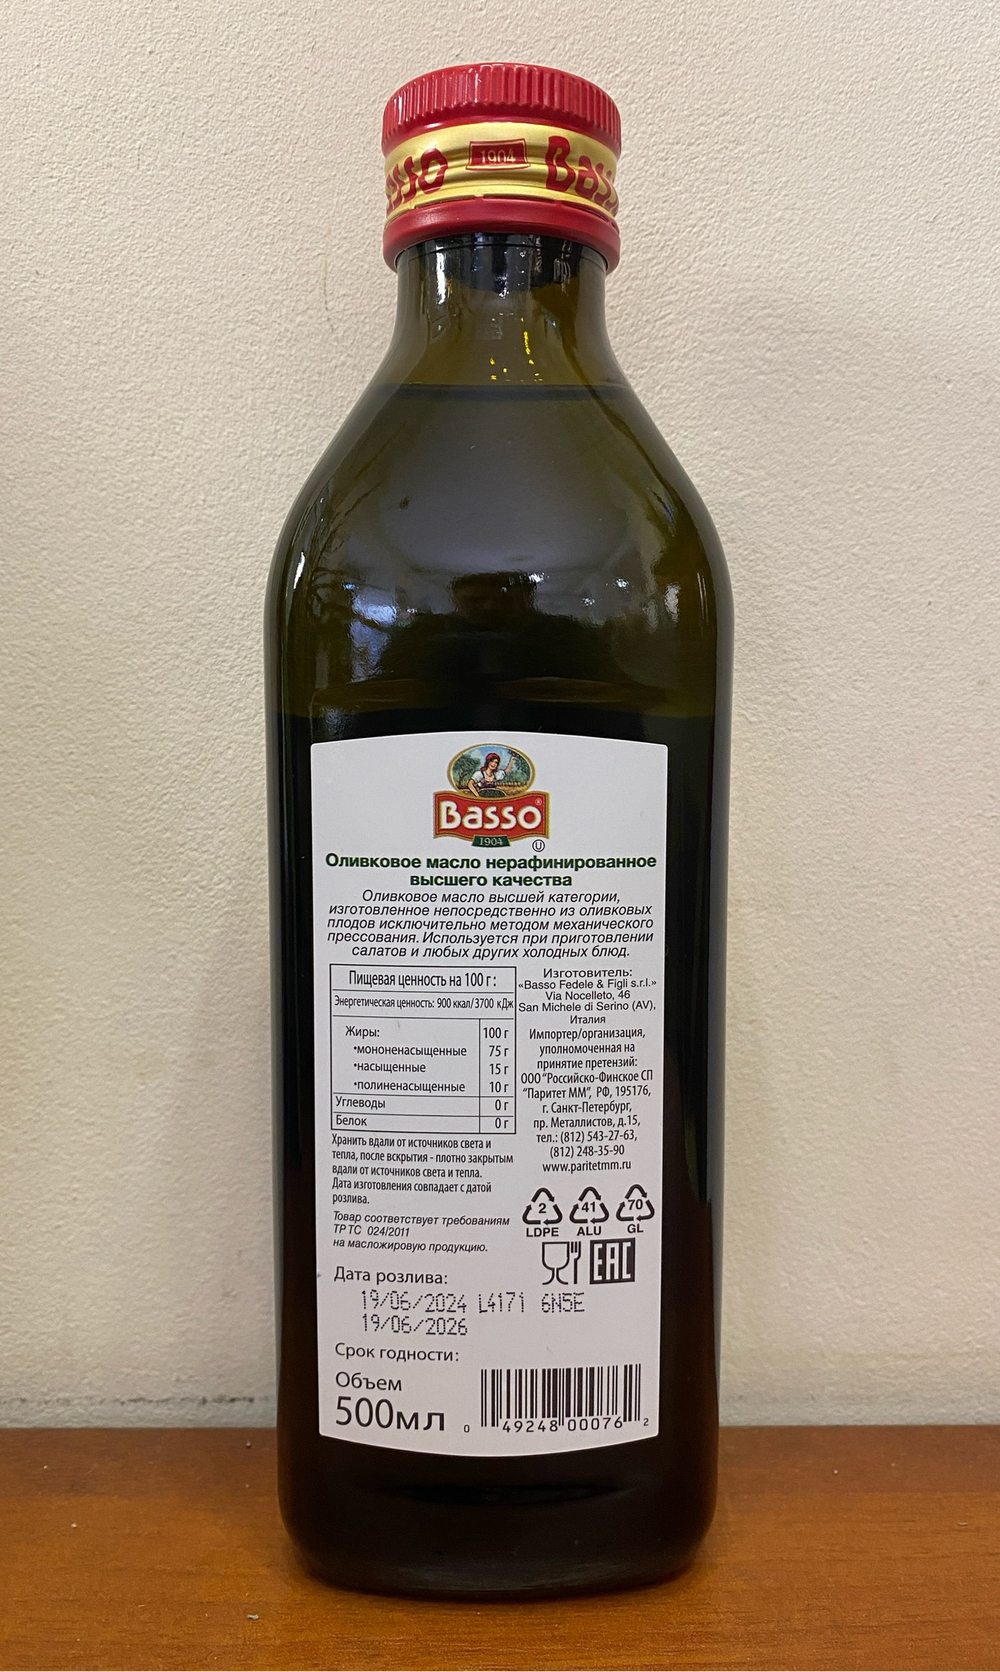 1904 Basso
Basso
1904
Оливковое масло нерафинированное
высшего качества
Оливковое масло высшей категории,
изготовленное непосредственно из оливковых
плодов исключительно методом механического
прессования. Используется при приготовлении
салатов и любых других холодных блюд.
Пищевая ценность на 100 г :
Энергетическая ценность: 900 ккал/3700 кДж
Жиры: 100 г
•мононенасыщенные 75 г
•насыщенные 15 г
•полиненасыщенные 10 г
Углеводы 0 г
Белок 0 г
Хранить вдали от источников света и
тепла, после вскрытия - плотно закрытым
вдали от источников света и тепла.
Дата изготовления совпадает с датой
розлива.
Товар соответствует требованиям
ТР ТС 024/2011
на масложировую продукцию.
Изготовитель:
«Basso Fedele & Figli s.r.l.»
Via Nocelleto, 46
San Michele di Serino (AV),
Италия
Импортер/организация,
уполномоченная на
принятие претензий:
ООО "Российско-Финское СП
"Паритет ММ", РФ, 195176,
г. Санкт-Петербург,
пр. Металлистов, д.15,
тел.: (812) 543-27-63,
(812) 248-35-90
www.paritetmm.ru
2 41 70
LDPE ALU GL
EAC
Дата розлива:
19/06/2024 L4171 6N5E
19/06/2026
Срок годности:
Объем
500мл
0 49248 00076 2